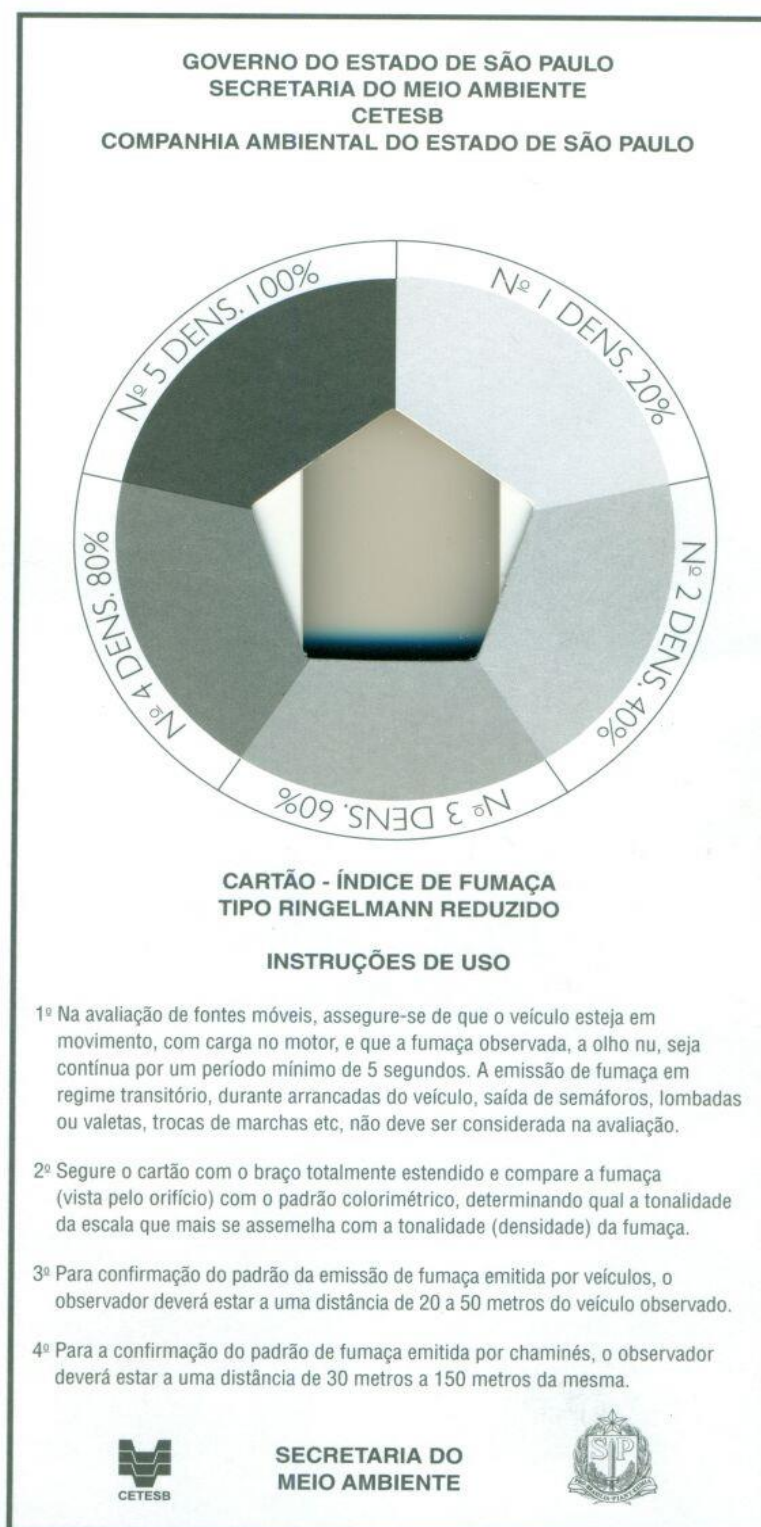 GOVERNO DO ESTADO DE SÃO PAULO
SECRETARIA DO MEIO AMBIENTE
CETESB
COMPANHIA AMBIENTAL DO ESTADO DE SÃO PAULO
Nº 1 DENS. 20%
Nº 2 DENS. 40%
Nº 3 DENS. 60%
Nº 4 DENS. 80%
Nº 5 DENS. 100%
CARTÃO - ÍNDICE DE FUMAÇA
TIPO RINGELMANN REDUZIDO
INSTRUÇÕES DE USO
1º Na avaliação de fontes móveis, assegure-se de que o veículo esteja em
movimento, com carga no motor, e que a fumaça observada, a olho nu, seja
contínua por um período mínimo de 5 segundos. A emissão de fumaça em
regime transitório, durante arrancadas do veículo, saída de semáforos, lombadas
ou valetas, trocas de marchas etc, não deve ser considerada na avaliação.
2º Segure o cartão com o braço totalmente estendido e compare a fumaça
(vista pelo orifício) com o padrão colorimétrico, determinando qual a tonalidade
da escala que mais se assemelha com a tonalidade (densidade) da fumaça.
3º Para confirmação do padrão da emissão de fumaça emitida por veículos, o
observador deverá estar a uma distância de 20 a 50 metros do veículo observado.
4º Para a confirmação do padrão de fumaça emitida por chaminés, o observador
deverá estar a uma distância de 30 metros a 150 metros da mesma.
CETESB
SECRETARIA DO
MEIO AMBIENTE
SP